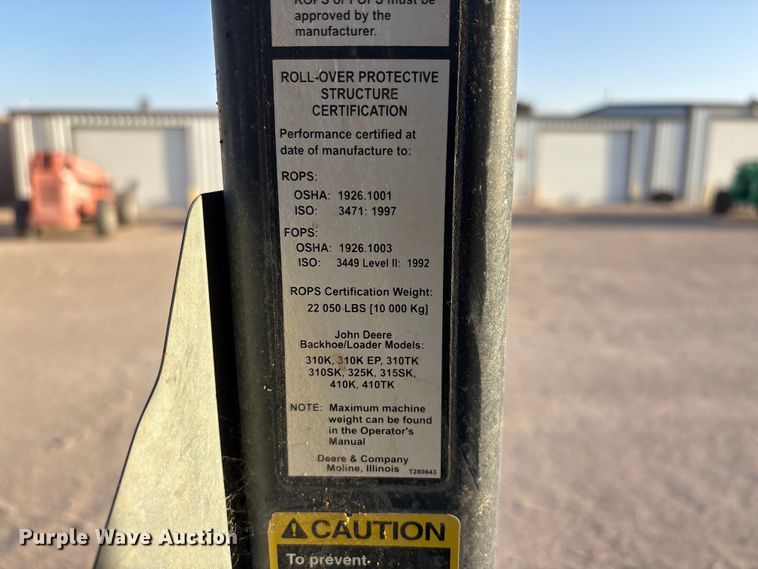 ROPS or FOPS must be
approved by the
manufacturer.
ROLL-OVER PROTECTIVE
STRUCTURE
CERTIFICATION
Performance certified at
date of manufacture to:
ROPS:
OSHA: 1926.1001
ISO: 3471: 1997
FOPS:
OSHA: 1926.1003
ISO: 3449 Level II: 1992
ROPS Certification Weight:
22 050 LBS [10 000 Kg]
John Deere
Backhoe/Loader Models:
310K, 310K EP, 310TK
310SK, 325K, 315SK,
410K, 410TK
NOTE: Maximum machine
weight can be found
in the Operator's
Manual
Deere & Company
Moline, Illinois T280843
CAUTION
To prevent
Purple Wave Auction